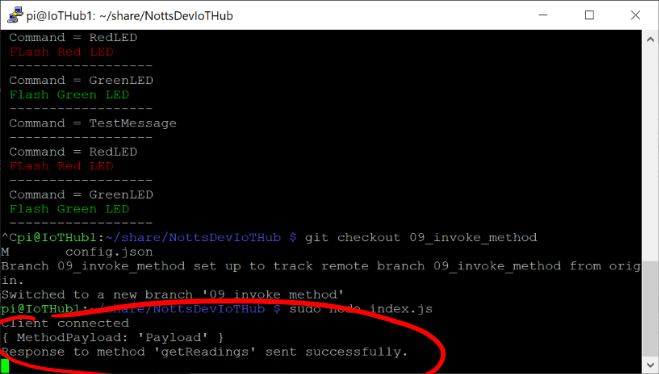 pi@IoTHub1: ~/share/NottsDevIoTHub
Command = RedLED
FLash Red LED
------------------
Command = GreenLED
Flash Green LED
------------------
Command = TestMessage
------------------
Command = RedLED
FLash Red LED
------------------
Command = GreenLED
Flash Green LED
------------------
^Cpi@IoTHub1:~/share/NottsDevIoTHub $ git checkout 09_invoke_method
M       config.json
Branch 09_invoke_method set up to track remote branch 09_invoke_method from orig
in.
Switched to a new branch '09_invoke_method'
pi@IoTHub1:~/share/NottsDevIoTHub $ sudo node index.js
Client connected
{ MethodPayload: 'Payload' }
Response to method 'getReadings' sent successfully.